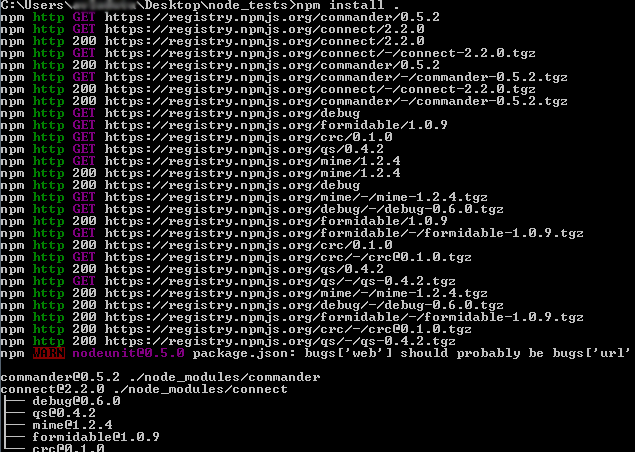 C:\Users\ \Desktop\node_tests>npm install .
npm http GET https://registry.npmjs.org/commander/0.5.2
npm http GET https://registry.npmjs.org/connect/2.2.0
npm http 200 https://registry.npmjs.org/connect/2.2.0
npm http GET https://registry.npmjs.org/connect/-/connect-2.2.0.tgz
npm http 200 https://registry.npmjs.org/commander/0.5.2
npm http GET https://registry.npmjs.org/commander/-/commander-0.5.2.tgz
npm http 200 https://registry.npmjs.org/connect/-/connect-2.2.0.tgz
npm http 200 https://registry.npmjs.org/commander/-/commander-0.5.2.tgz
npm http GET https://registry.npmjs.org/debug
npm http GET https://registry.npmjs.org/formidable/1.0.9
npm http GET https://registry.npmjs.org/crc/0.1.0
npm http GET https://registry.npmjs.org/qs/0.4.2
npm http GET https://registry.npmjs.org/mime/1.2.4
npm http 200 https://registry.npmjs.org/mime/1.2.4
npm http 200 https://registry.npmjs.org/debug
npm http GET https://registry.npmjs.org/mime/-/mime-1.2.4.tgz
npm http GET https://registry.npmjs.org/debug/-/debug-0.6.0.tgz
npm http 200 https://registry.npmjs.org/formidable/1.0.9
npm http GET https://registry.npmjs.org/formidable/-/formidable-1.0.9.tgz
npm http 200 https://registry.npmjs.org/crc/0.1.0
npm http GET https://registry.npmjs.org/crc/-/crc@0.1.0.tgz
npm http 200 https://registry.npmjs.org/qs/0.4.2
npm http GET https://registry.npmjs.org/qs/-/qs-0.4.2.tgz
npm http 200 https://registry.npmjs.org/mime/-/mime-1.2.4.tgz
npm http 200 https://registry.npmjs.org/debug/-/debug-0.6.0.tgz
npm http 200 https://registry.npmjs.org/formidable/-/formidable-1.0.9.tgz
npm http 200 https://registry.npmjs.org/crc/-/crc@0.1.0.tgz
npm http 200 https://registry.npmjs.org/qs/-/qs-0.4.2.tgz
npm WARN nodeunit@0.5.0 package.json: bugs['web'] should probably be bugs['url'
commander@0.5.2 ./node_modules/commander
connect@2.2.0 ./node_modules/connect
├── debug@0.6.0
├── qs@0.4.2
├── mime@1.2.4
├── formidable@1.0.9
└── crc@0.1.0